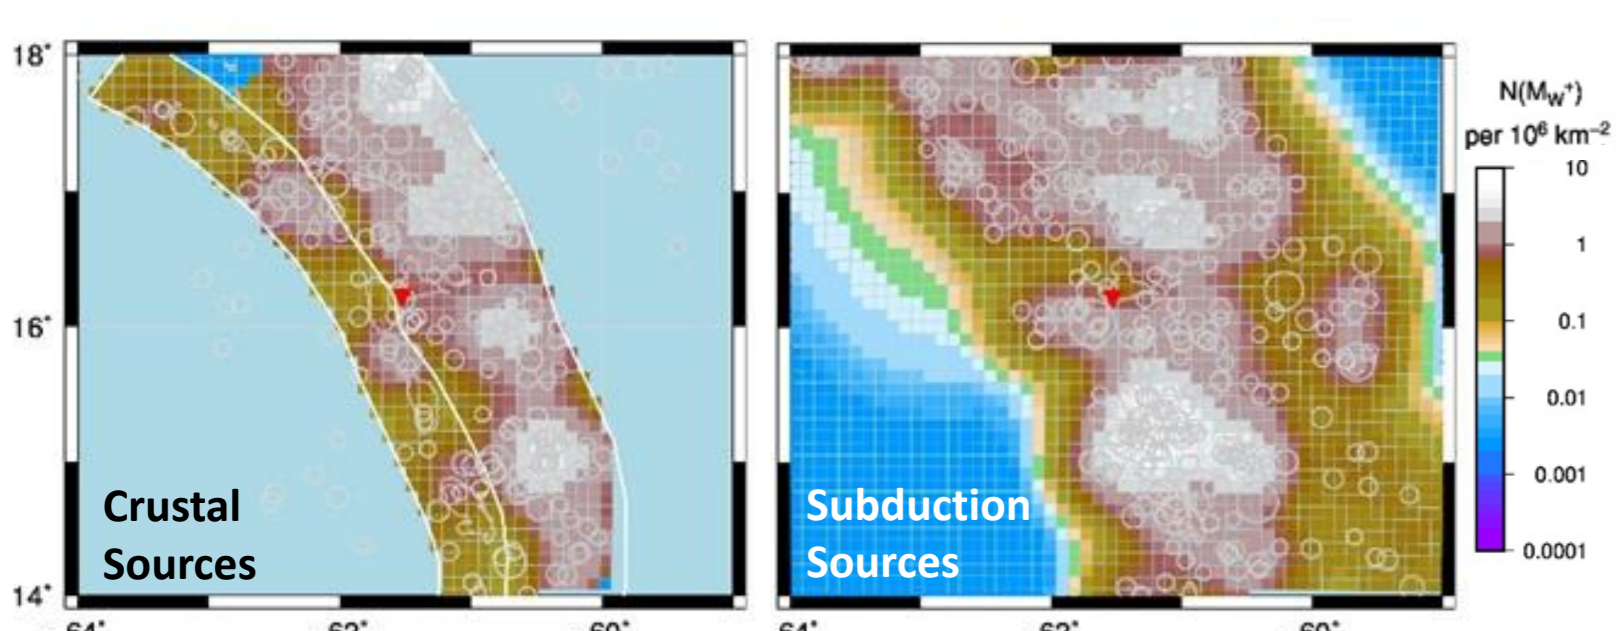 18°
16°
14°
Crustal
Sources
Subduction
Sources
N(Mw+)
per 10⁶ km⁻²
10
1
0.1
0.01
0.001
0.0001